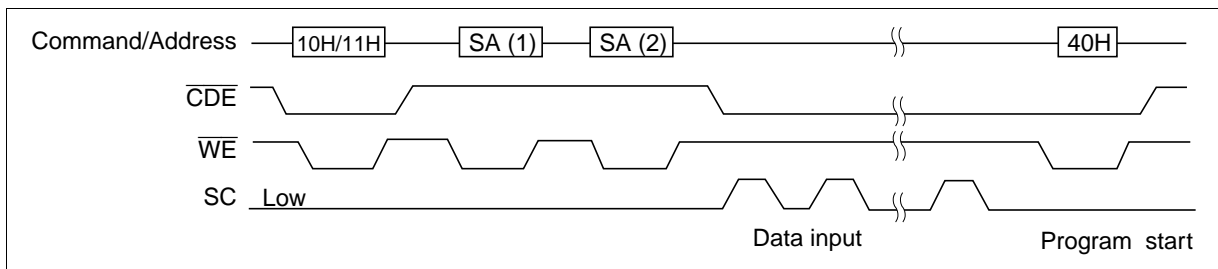 Command/Address 10H/11H SA (1) SA (2) 40H
CDE
WE
SC Low
Data input Program start